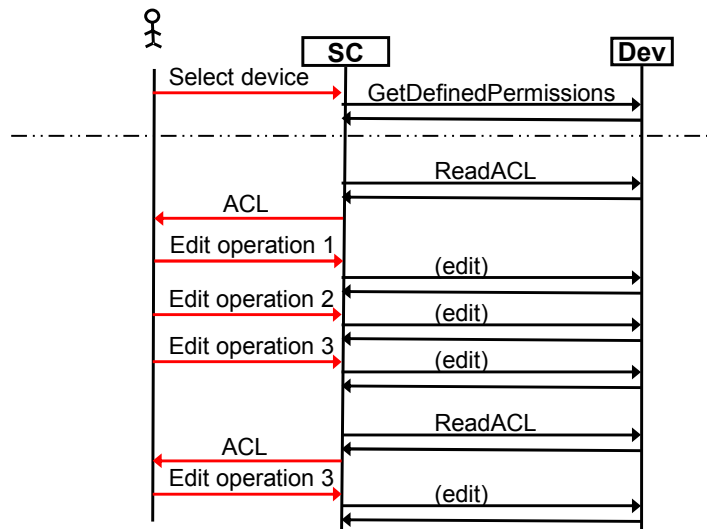 SC
Dev
Select device
GetDefinedPermissions
ReadACL
ACL
Edit operation 1
(edit)
Edit operation 2
(edit)
Edit operation 3
(edit)
ReadACL
ACL
Edit operation 3
(edit)